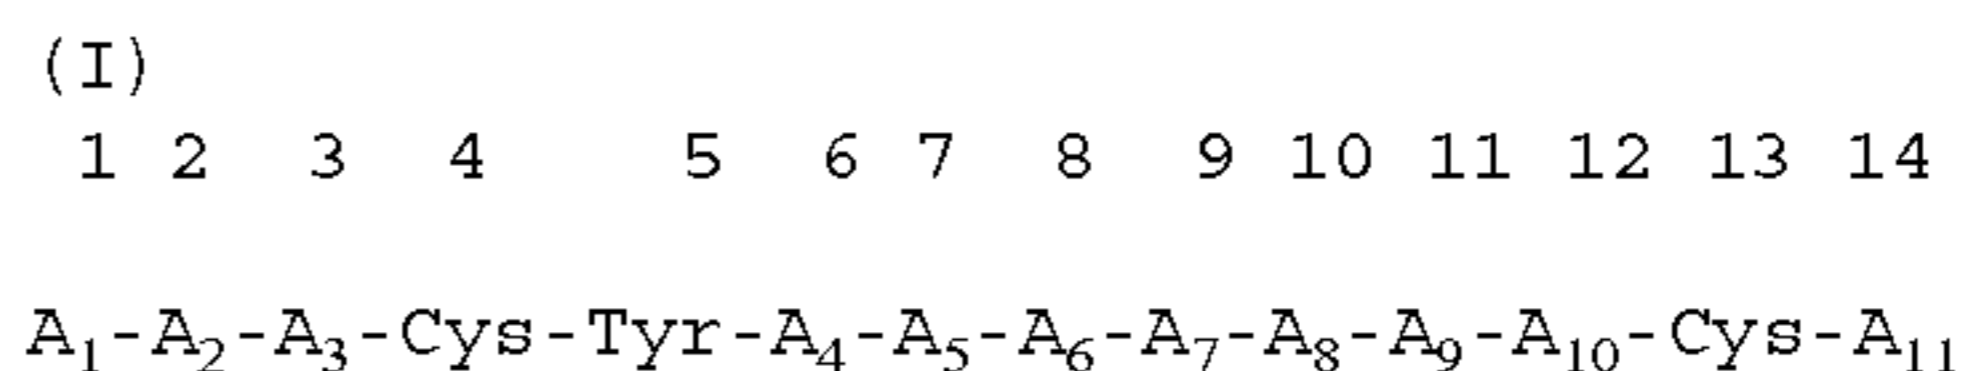 (I)
1 2 3 4 5 6 7 8 9 10 11 12 13 14
A₁-A₂-A₃-Cys-Tyr-A₄-A₅-A₆-A₇-A₈-A₉-A₁₀-Cys-A₁₁